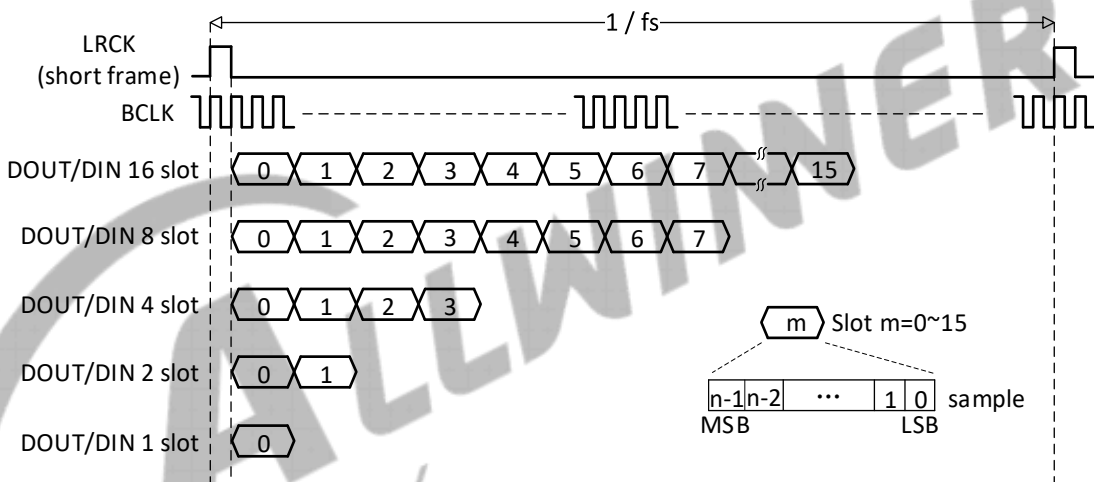 1 / fs
LRCK
(short frame)
BCLK
DOUT/DIN 16 slot 0 1 2 3 4 5 6 7 15
DOUT/DIN 8 slot 0 1 2 3 4 5 6 7
DOUT/DIN 4 slot 0 1 2 3
m Slot m=0~15
DOUT/DIN 2 slot 0 1
n-1 n-2 ··· 1 0 sample
MSB LSB
DOUT/DIN 1 slot 0
ALLWINNER